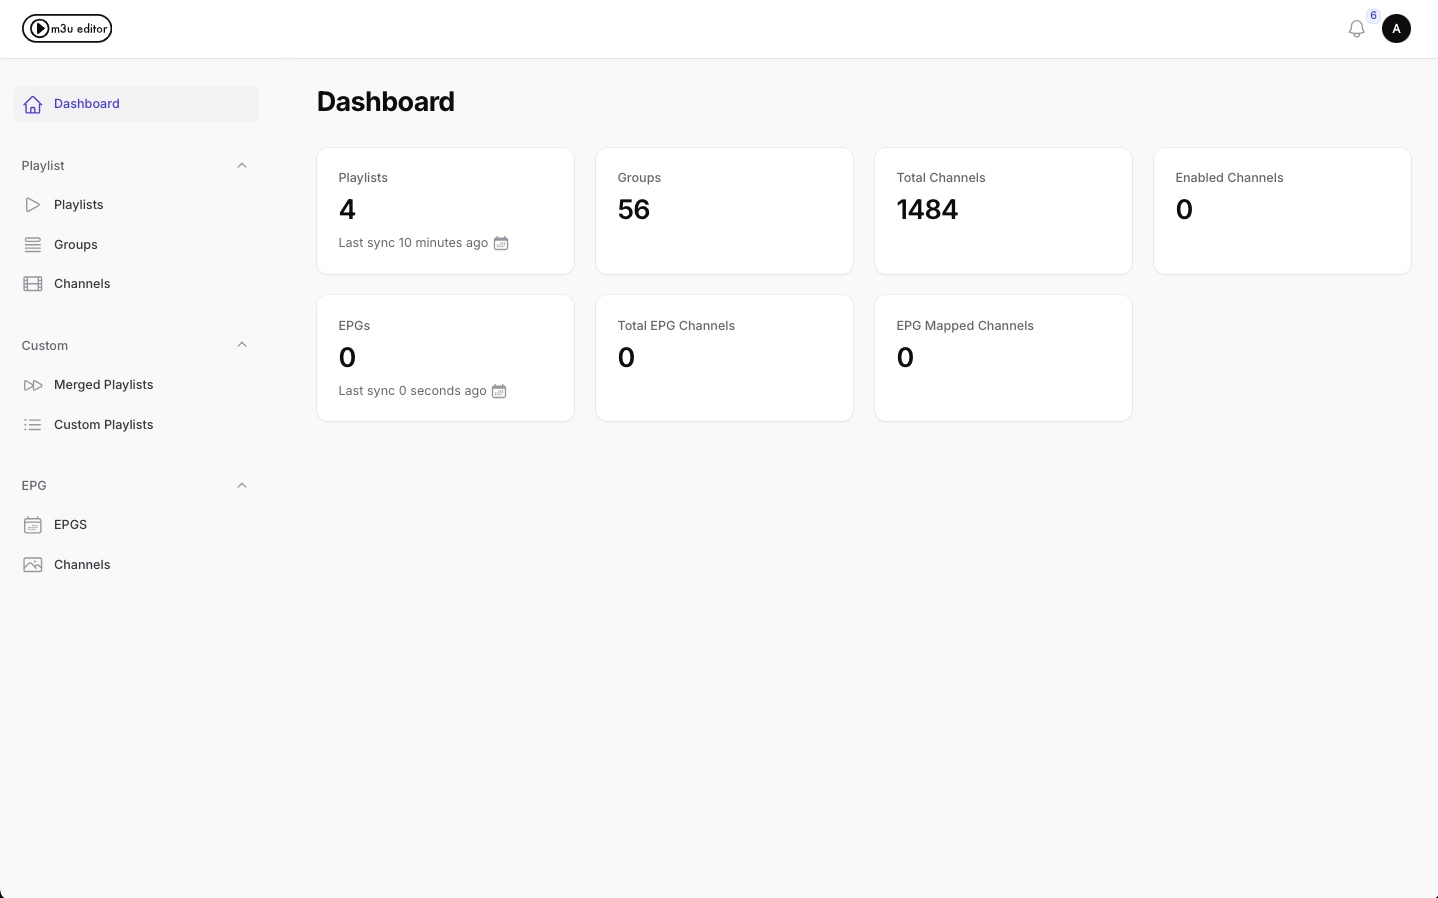 m3u editor
6
A
Dashboard
Playlist
Playlists
Groups
Channels
Custom
Merged Playlists
Custom Playlists
EPG
EPGS
Channels
Dashboard
Playlists
4
Last sync 10 minutes ago
Groups
56
Total Channels
1484
Enabled Channels
0
EPGs
0
Last sync 0 seconds ago
Total EPG Channels
0
EPG Mapped Channels
0